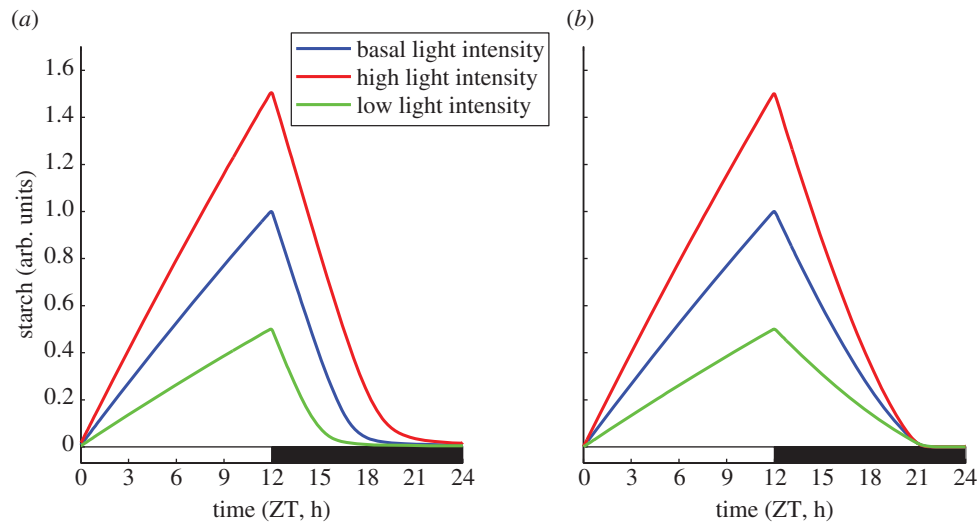 (a)
(b)
basal light intensity
high light intensity
low light intensity
starch (arb. units)
1.6
1.4
1.2
1.0
0.8
0.6
0.4
0.2
0
0 3 6 9 12 15 18 21 24
0 3 6 9 12 15 18 21 24
time (ZT, h)
time (ZT, h)